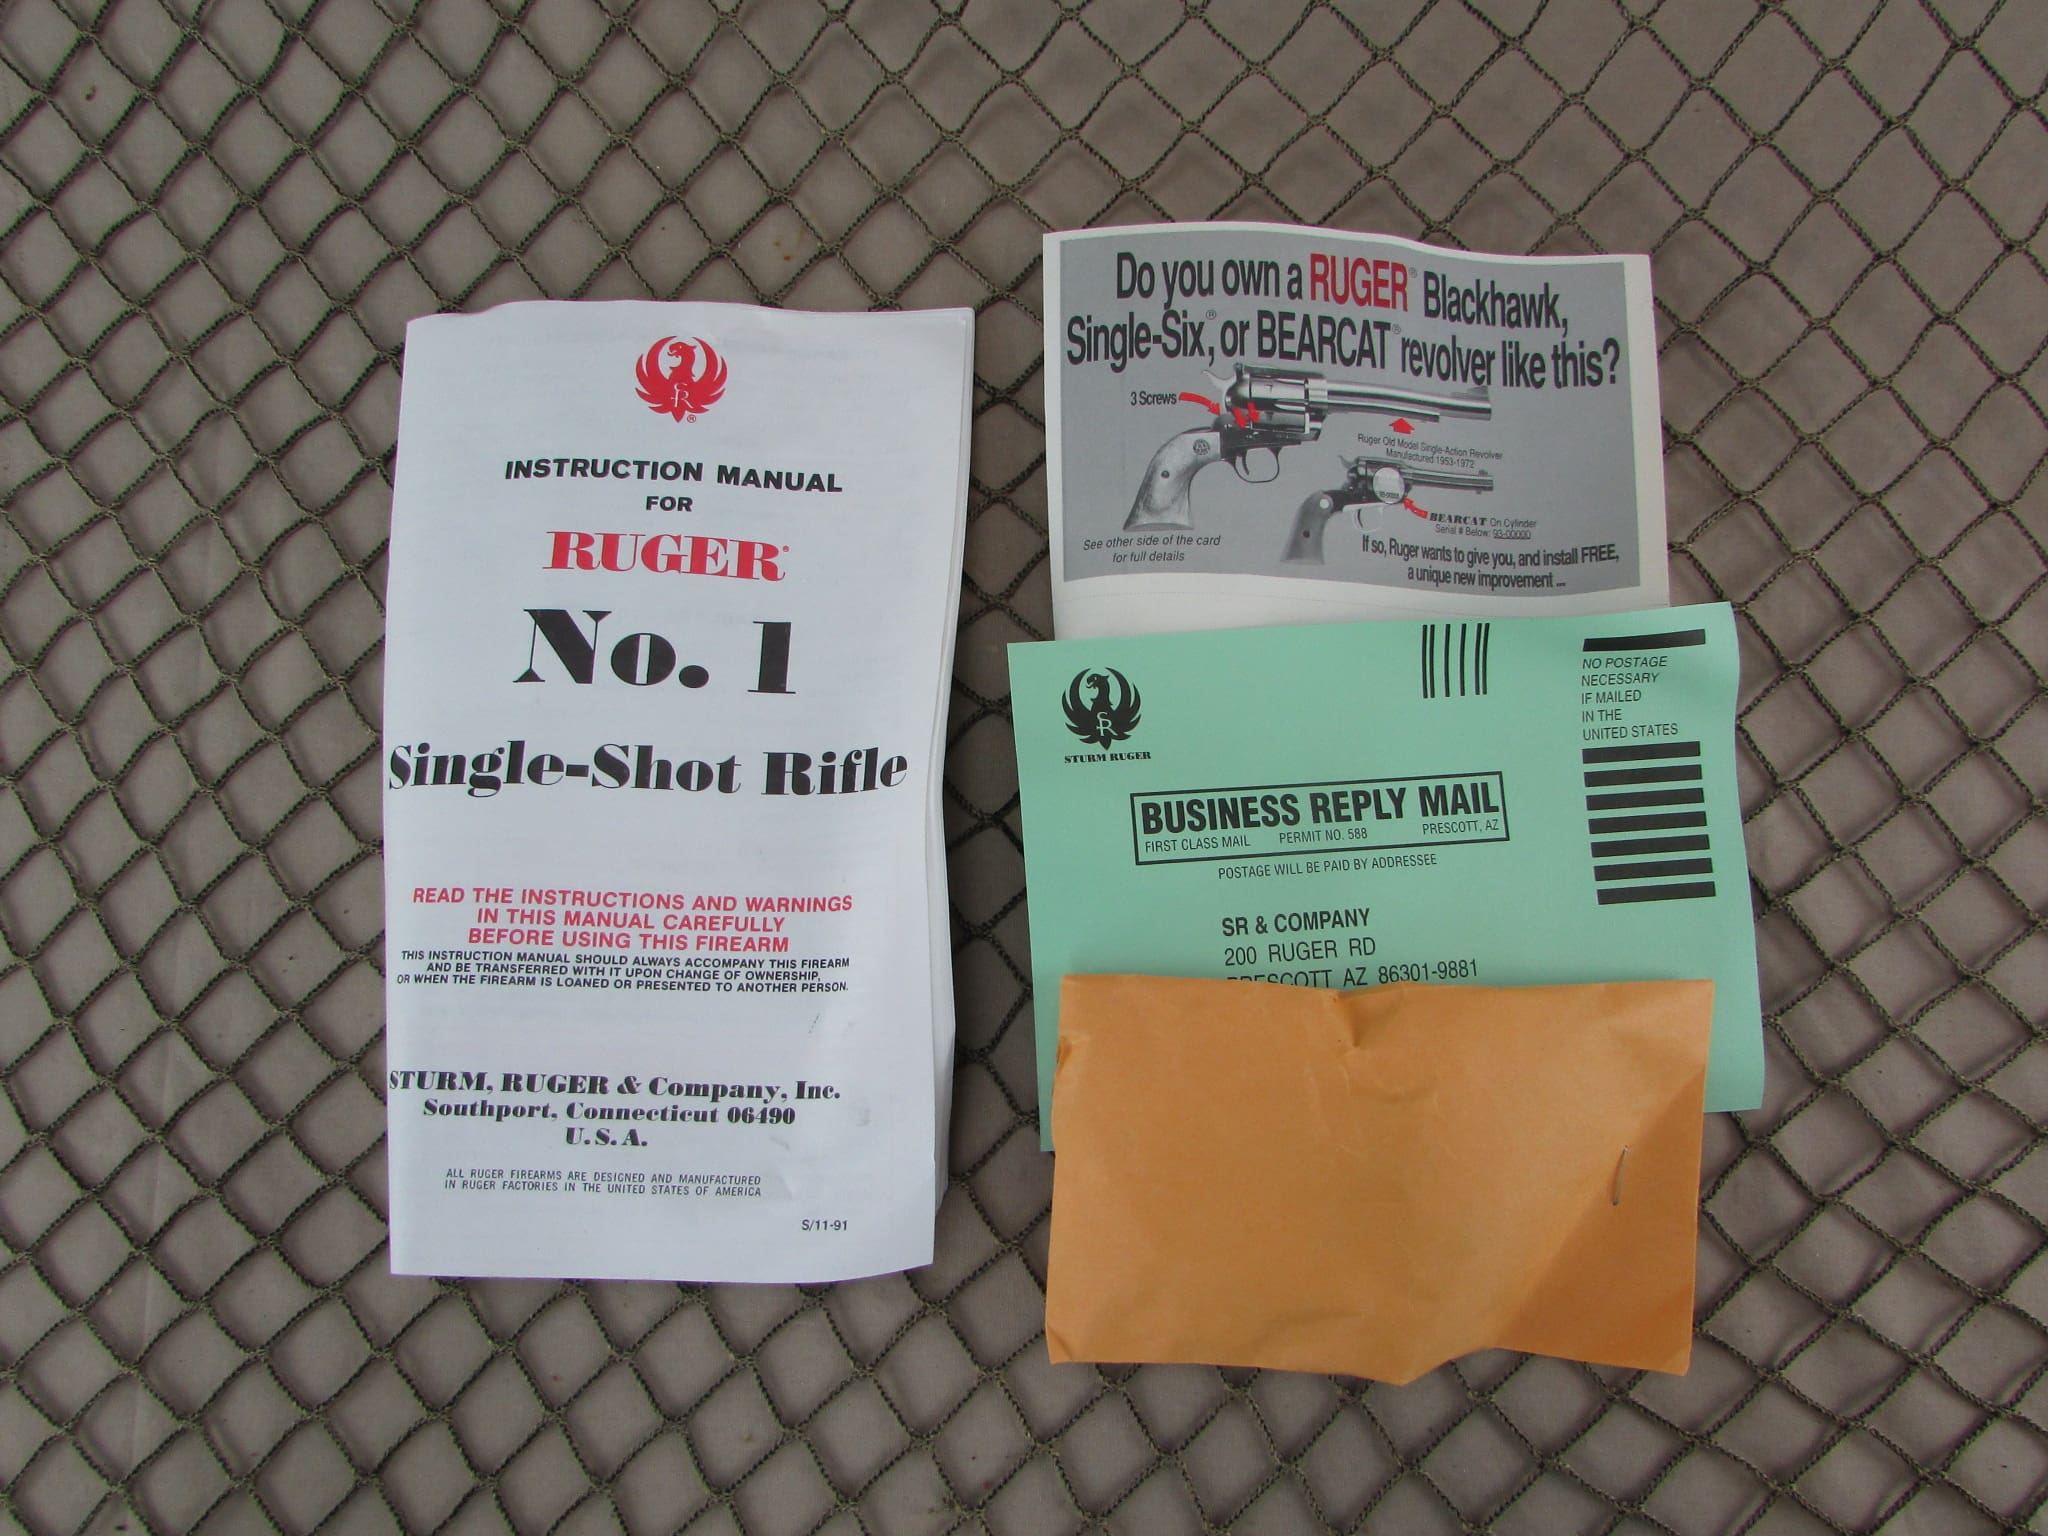 SR
®
INSTRUCTION MANUAL
FOR
RUGER®
No. 1
Single-Shot Rifle
READ THE INSTRUCTIONS AND WARNINGS
IN THIS MANUAL CAREFULLY
BEFORE USING THIS FIREARM
THIS INSTRUCTION MANUAL SHOULD ALWAYS ACCOMPANY THIS FIREARM
AND BE TRANSFERRED WITH IT UPON CHANGE OF OWNERSHIP,
OR WHEN THE FIREARM IS LOANED OR PRESENTED TO ANOTHER PERSON.
STURM, RUGER & Company, Inc.
Southport, Connecticut 06490
U.S.A.
ALL RUGER FIREARMS ARE DESIGNED AND MANUFACTURED
IN RUGER FACTORIES IN THE UNITED STATES OF AMERICA
S/11-91
Do you own a RUGER® Blackhawk,
Single-Six®, or BEARCAT® revolver like this?
3 Screws
Ruger Old Model Single-Action Revolver
Manufactured 1953-1972
BEARCAT On Cylinder
Serial # Below: 93-00000
See other side of the card
for full details
If so, Ruger wants to give you, and install FREE,
a unique new improvement ...
SR
STURM RUGER
NO POSTAGE
NECESSARY
IF MAILED
IN THE
UNITED STATES
BUSINESS REPLY MAIL
FIRST CLASS MAIL PERMIT NO. 588 PRESCOTT, AZ
POSTAGE WILL BE PAID BY ADDRESSEE
SR & COMPANY
200 RUGER RD
PRESCOTT AZ 86301-9881